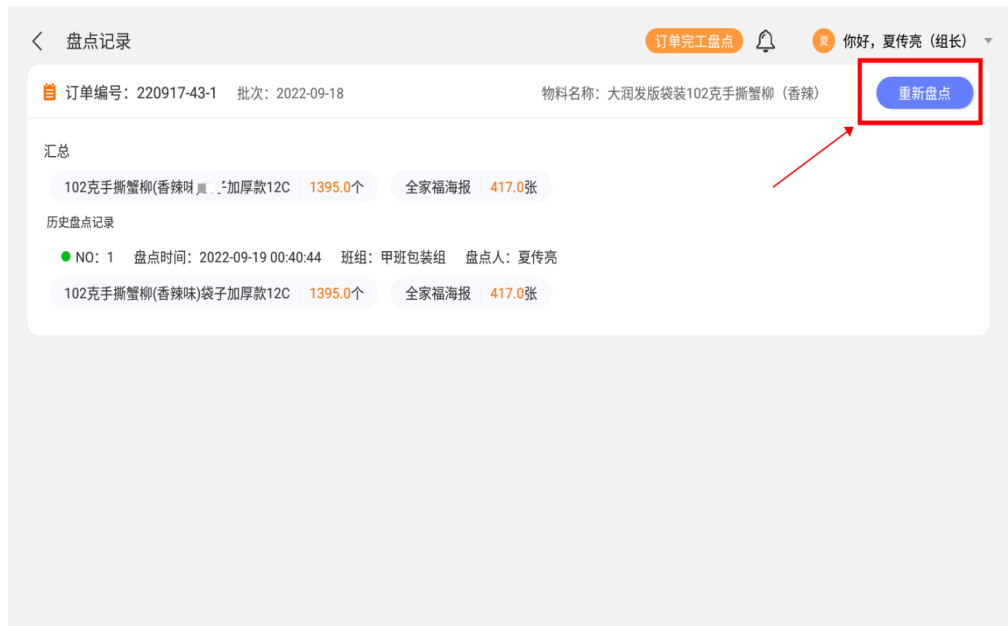 盘点记录 订单完工盘点 夏 你好，夏传亮（组长）
订单编号：220917-43-1 批次：2022-09-18 物料名称：大润发版袋装102克手撕蟹柳（香辣） 重新盘点
汇总
102克手撕蟹柳(香辣味 加厚款12C 1395.0个 全家福海报 417.0张
历史盘点记录
NO：1 盘点时间：2022-09-19 00:40:44 班组：甲班包装组 盘点人：夏传亮
102克手撕蟹柳(香辣味)袋子加厚款12C 1395.0个 全家福海报 417.0张